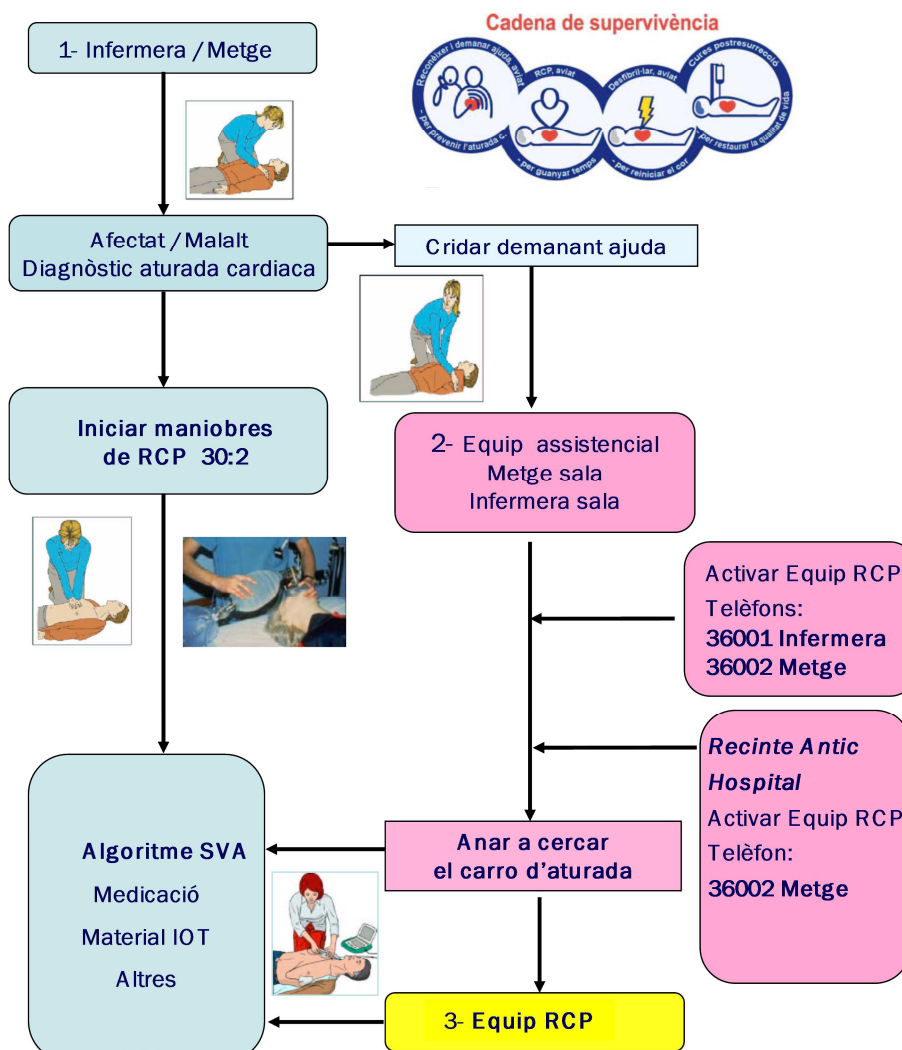 Cadena de supervivència
Reconèixer i demanar ajuda, aviat
- per prevenir l'aturada c.
RCP, aviat
- per guanyar temps
Desfibril·lar, aviat
- per reiniciar el cor
Cures postresurrecció
- per restaurar la qualitat de vida
1- Infermera / Metge
Afectat / Malalt
Diagnòstic aturada cardiaca
Cridar demanant ajuda
Iniciar maniobres
de RCP 30:2
2- Equip assistencial
Metge sala
Infermera sala
Activar Equip RCP
Telèfons:
36001 Infermera
36002 Metge
Recinte Antic
Hospital
Activar Equip RCP
Telèfon:
36002 Metge
Anar a cercar
el carro d'aturada
Algoritme SVA
Medicació
Material IOT
Altres
3- Equip RCP